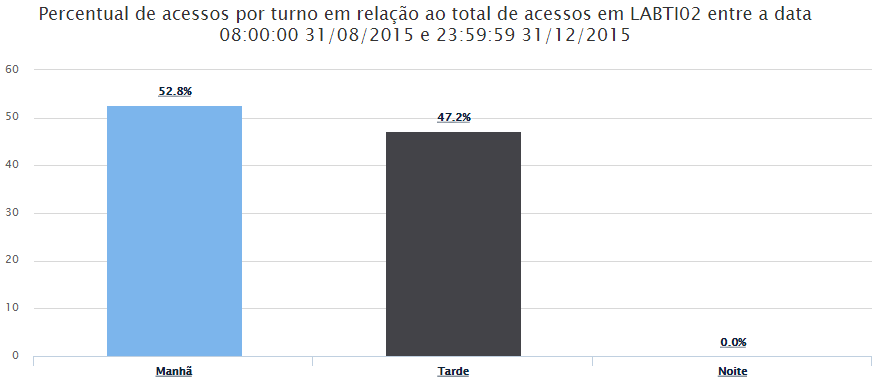 Percentual de acessos por turno em relação ao total de acessos em LABTI02 entre a data
08:00:00 31/08/2015 e 23:59:59 31/12/2015
60
50
40
30
20
10
0
52.8%
47.2%
0.0%
Manhã
Tarde
Noite